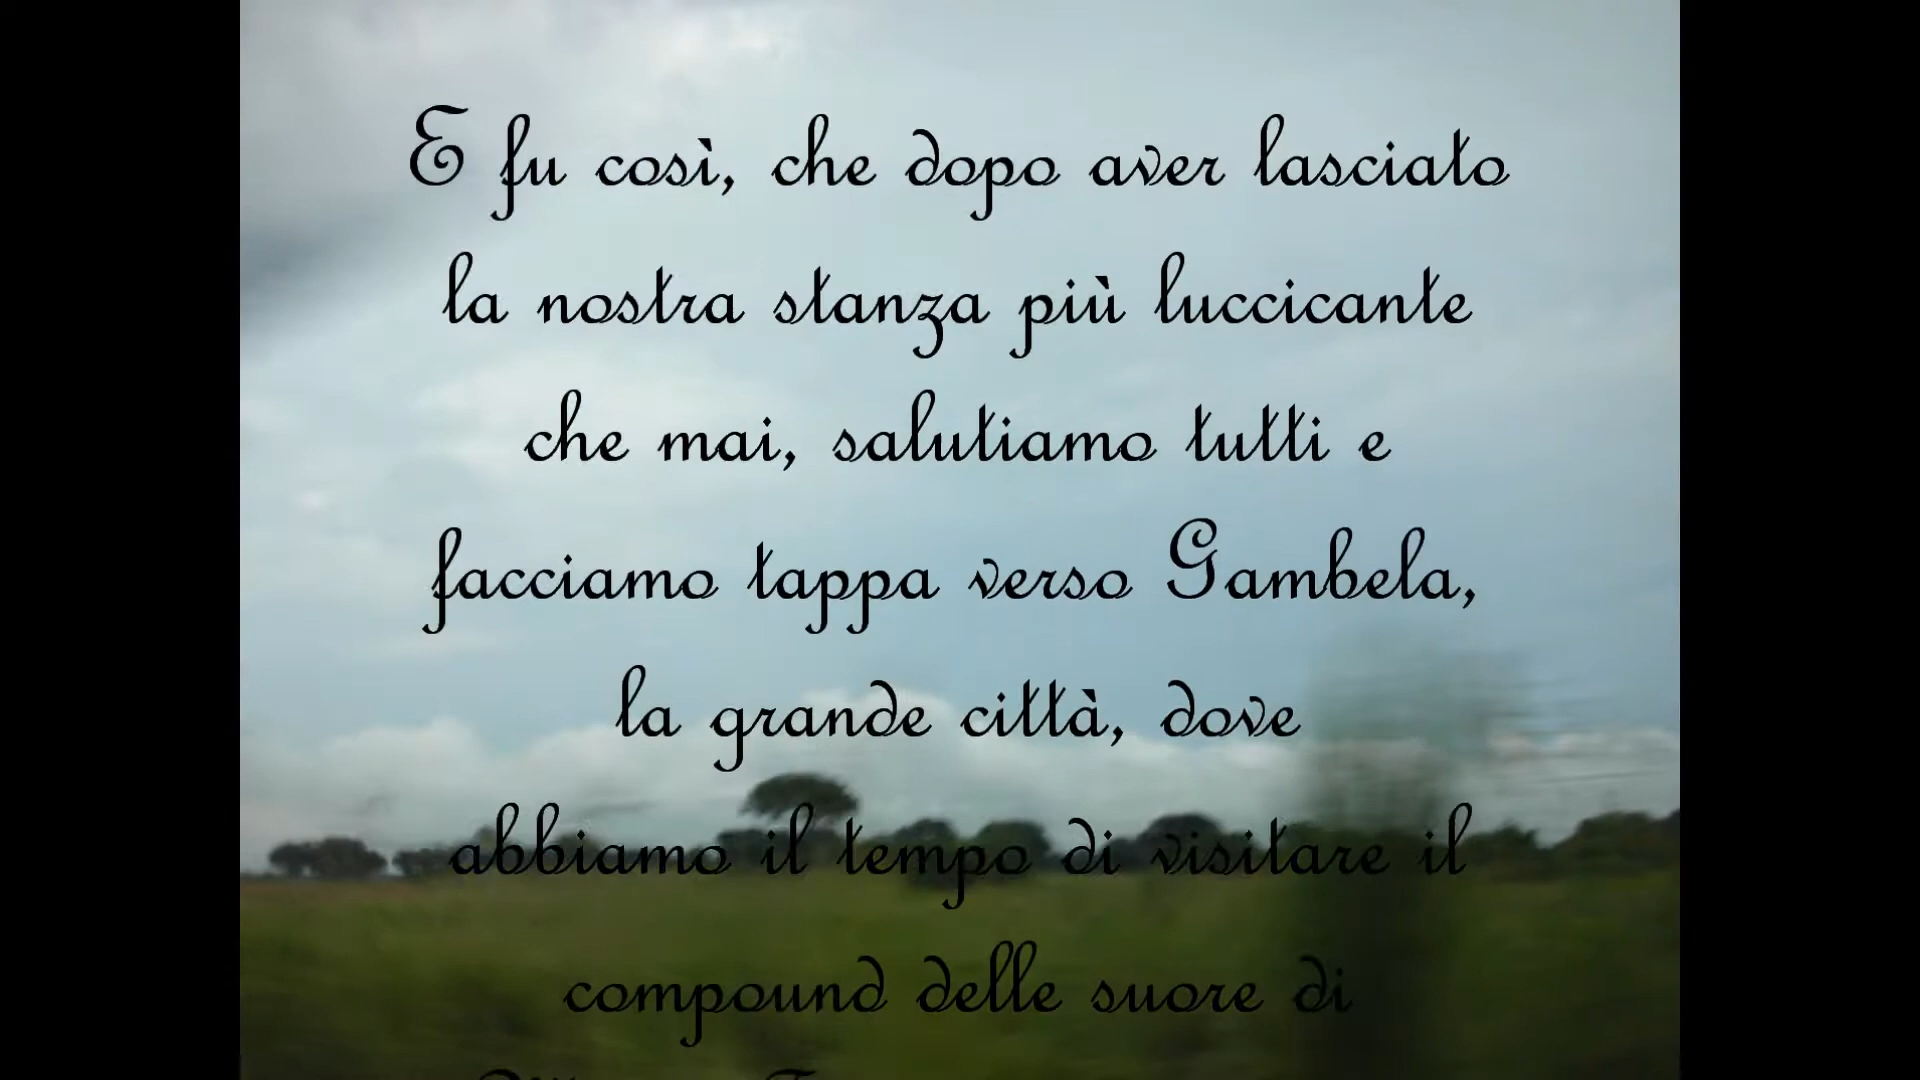 E fu così, che dopo aver lasciato
la nostra stanza più luccicante
che mai, salutiamo tutti e
facciamo tappa verso Gambela,
la grande città, dove
abbiamo il tempo di visitare il
compound delle suore di